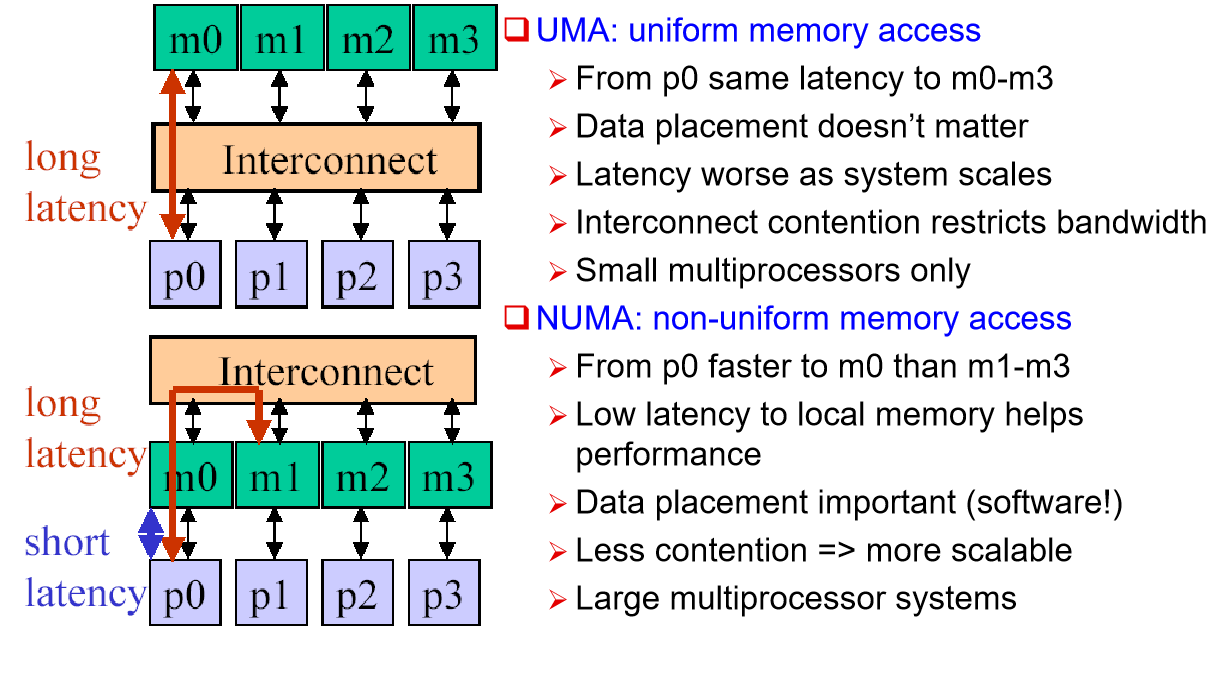 m0 m1 m2 m3
long
latency
Interconnect
p0 p1 p2 p3
Interconnect
long
latency
m0 m1 m2 m3
short
latency
p0 p1 p2 p3
UMA: uniform memory access
From p0 same latency to m0-m3
Data placement doesn’t matter
Latency worse as system scales
Interconnect contention restricts bandwidth
Small multiprocessors only
NUMA: non-uniform memory access
From p0 faster to m0 than m1-m3
Low latency to local memory helps
performance
Data placement important (software!)
Less contention => more scalable
Large multiprocessor systems